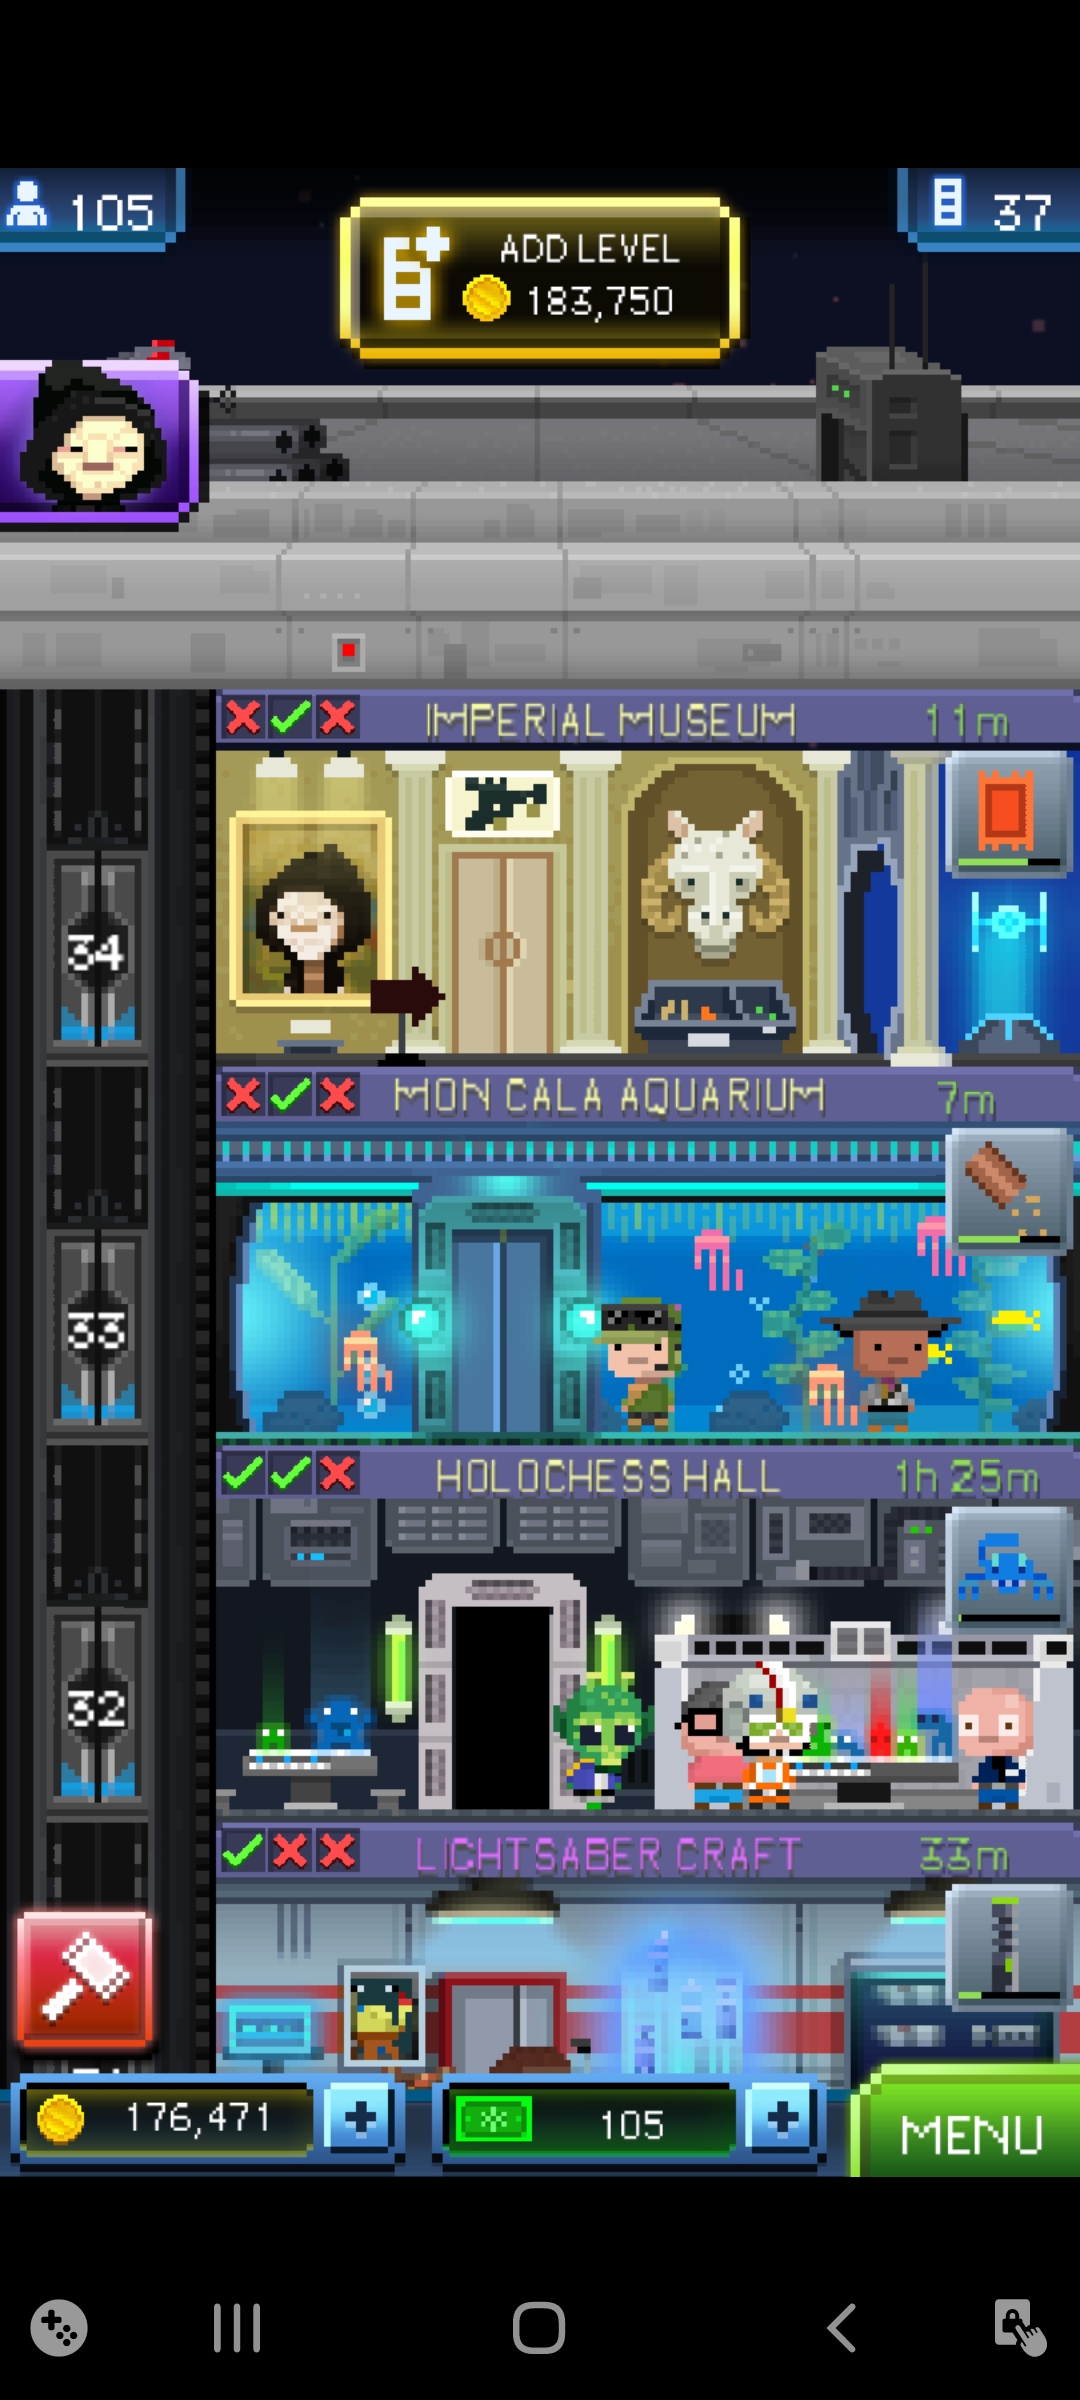 105
ADD LEVEL
183,750
37
IMPERIAL MUSEUM 11m
34
MON CALA AQUARIUM 7m
33
HOLOCHESS HALL 1h 25m
32
LIGHTSABER CRAFT 33m
176,471
105
MENU